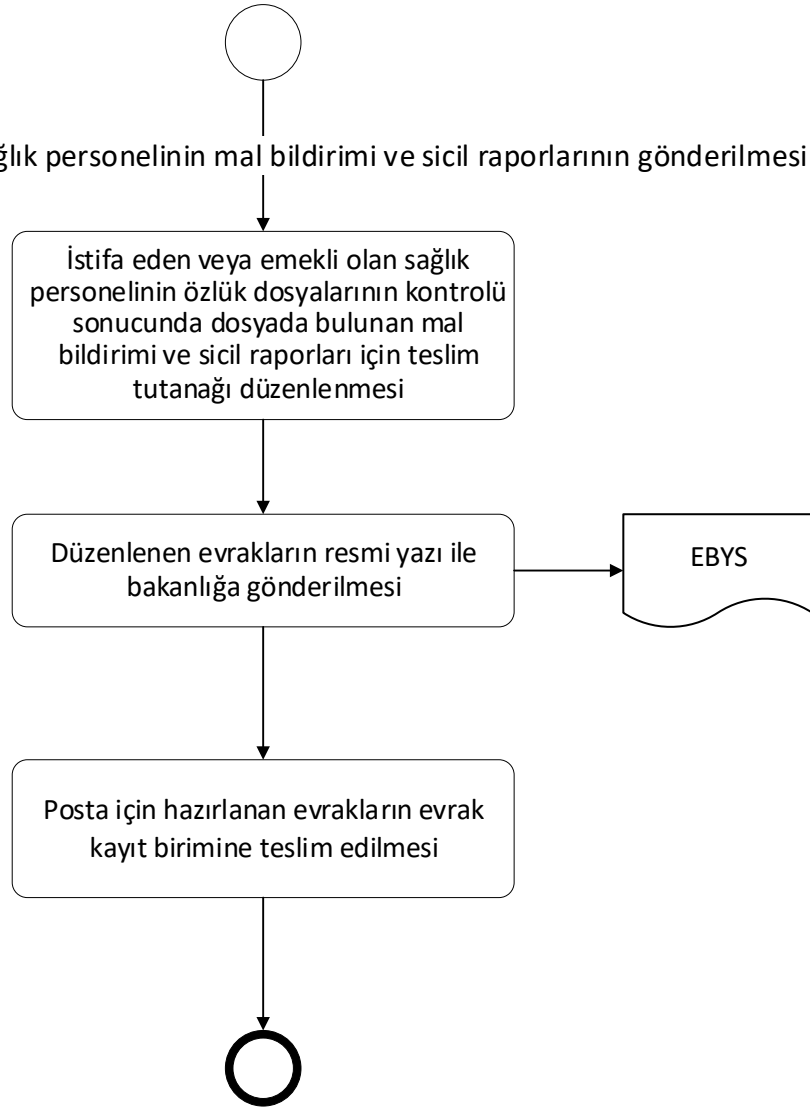 personelinin mal bildirimi ve sicil raporlarının gönderilmesi
İstifa eden veya emekli olan sağlık
personelinin özlük dosyalarının kontrolü
sonucunda dosyada bulunan mal
bildirimi ve sicil raporları için teslim
tutanağı düzenlenmesi
Düzenlenen evrakların resmi yazı ile
bakanlığa gönderilmesi
EBYS
Posta için hazırlanan evrakların evrak
kayıt birimine teslim edilmesi